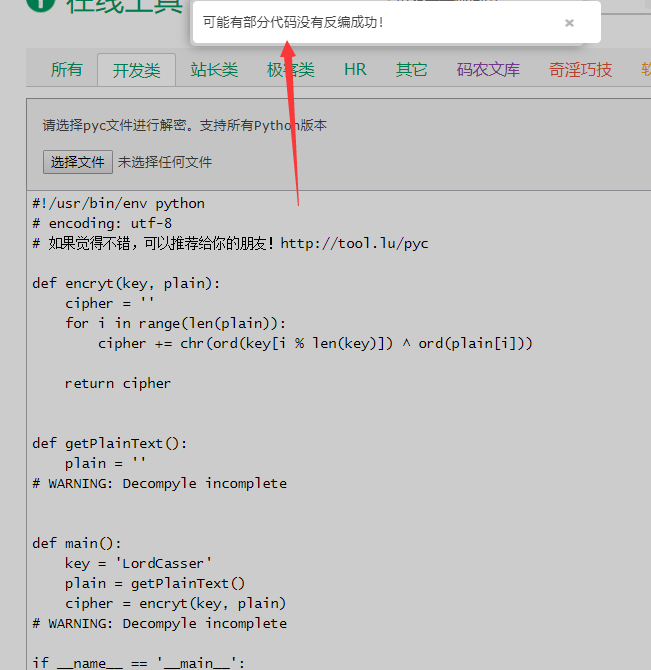 在线工具
可能有部分代码没有反编成功! ×
所有 开发类 站长类 极客类 HR 其它 码农文库 奇淫巧技
请选择pyc文件进行解密。支持所有Python版本
选择文件 未选择任何文件
#!/usr/bin/env python
# encoding: utf-8
# 如果觉得不错，可以推荐给你的朋友！http://tool.lu/pyc
def encryt(key, plain):
    cipher = ''
    for i in range(len(plain)):
        cipher += chr(ord(key[i % len(key)]) ^ ord(plain[i]))
    return cipher
def getPlainText():
    plain = ''
# WARNING: Decompyle incomplete
def main():
    key = 'LordCasser'
    plain = getPlainText()
    cipher = encryt(key, plain)
# WARNING: Decompyle incomplete
if __name__ == '__main__':